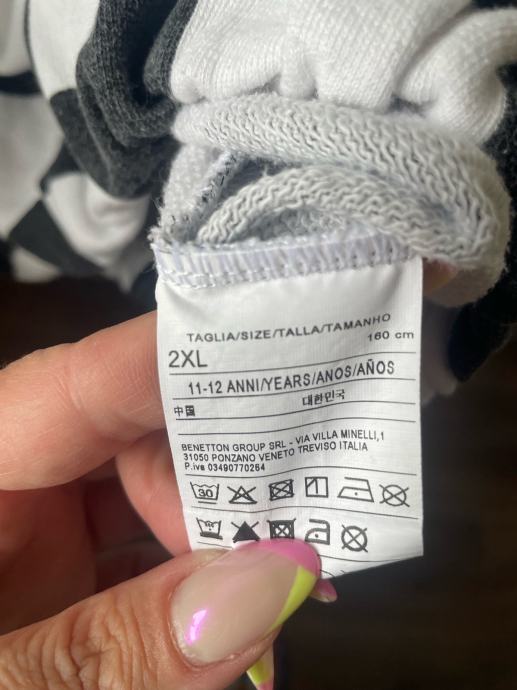 TAGLIA/SIZE/TALLA/TAMANHO
160 cm
2XL
11-12 ANNI/YEARS/ANOS/AÑOS
中国 대한민국
BENETTON GROUP SRL - VIA VILLA MINELLI,1
31050 PONZANO VENETO TREVISO ITALIA
P.iva 03490770264
30